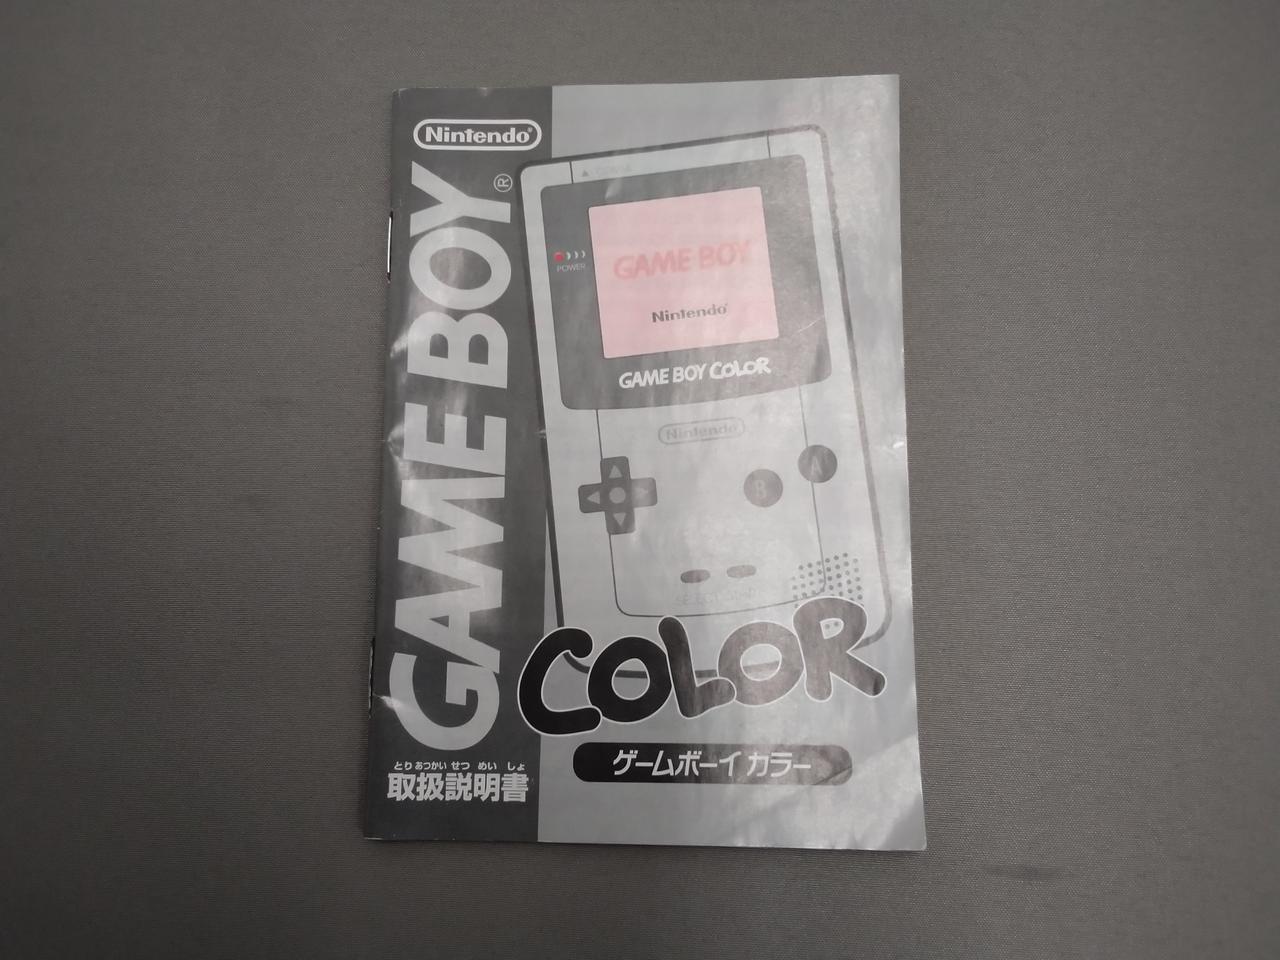 Nintendo®
GAME BOY®
POWER
GAME BOY
Nintendo®
GAME BOY COLOR
Nintendo
B
A
SELECT START
COLOR
ゲームボーイ カラー
とり あつかい せつ めい しょ
取扱説明書